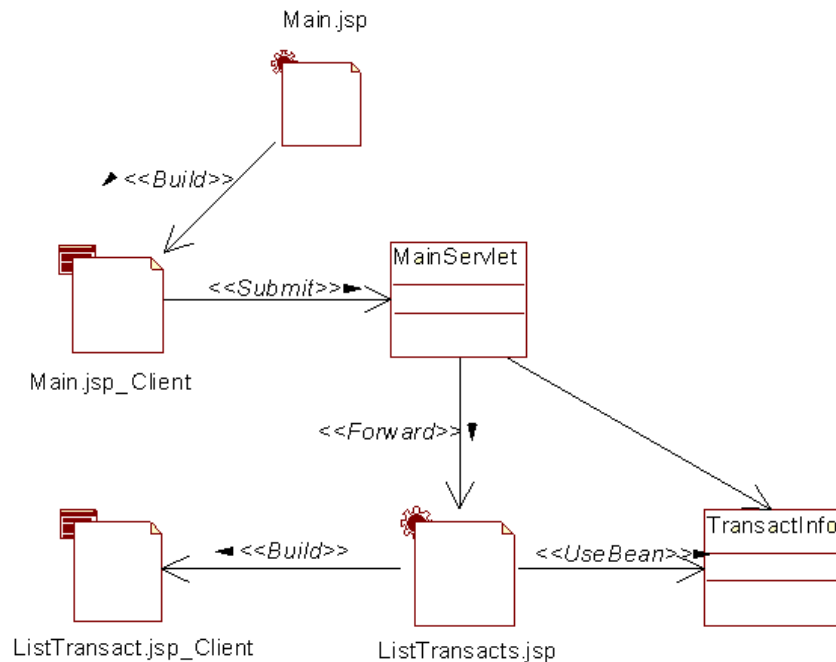 Main.jsp
<<Build>>
MainServlet
<<Submit>>
Main.jsp_Client
<<Forward>>
TransactInfo
<<Build>>
<<UseBean>>
ListTransact.jsp_Client
ListTransacts.jsp